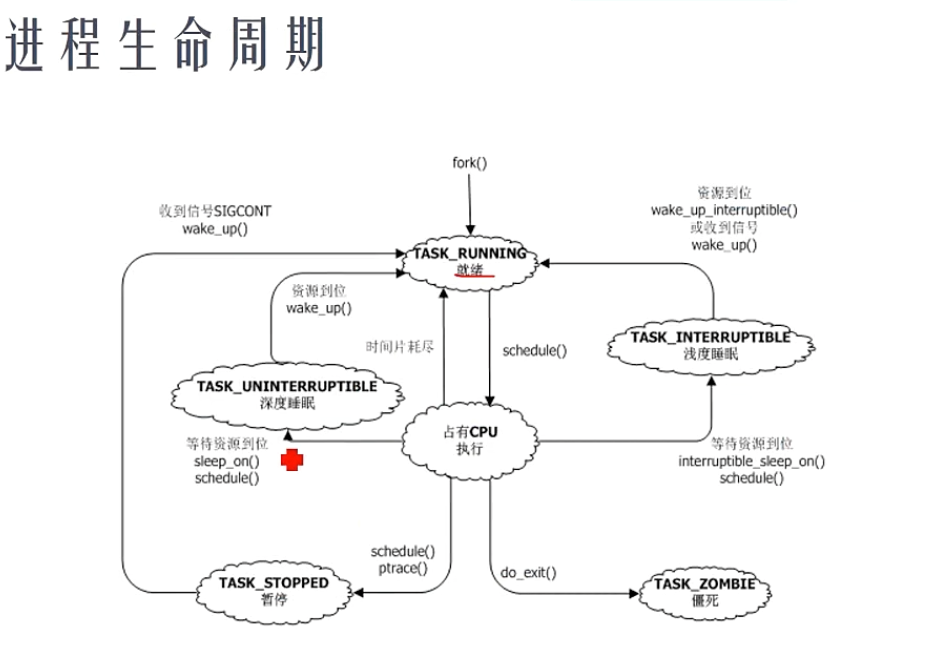 进程生命周期
fork()
收到信号SIGCONT
wake_up()
资源到位
wake_up_interruptible()
或收到信号
wake_up()
TASK_RUNNING
就绪
资源到位
wake_up()
时间片耗尽
schedule()
TASK_INTERRUPTIBLE
浅度睡眠
TASK_UNINTERRUPTIBLE
深度睡眠
占有CPU
执行
等待资源到位
sleep_on()
schedule()
等待资源到位
interruptible_sleep_on()
schedule()
schedule()
ptrace()
do_exit()
TASK_STOPPED
暂停
TASK_ZOMBIE
僵死